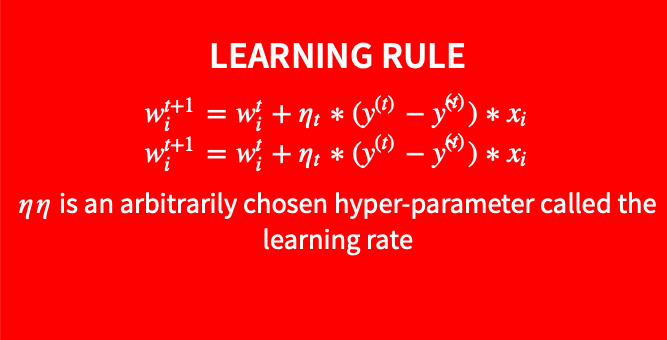 LEARNING RULE
w_i^{t+1} = w_i^t + η_t * (y^{(t)} − ŷ^{(t)}) * x_i
w_i^{t+1} = w_i^t + η_t * (y^{(t)} − ŷ^{(t)}) * x_i
ηη is an arbitrarily chosen hyper-parameter called the
learning rate